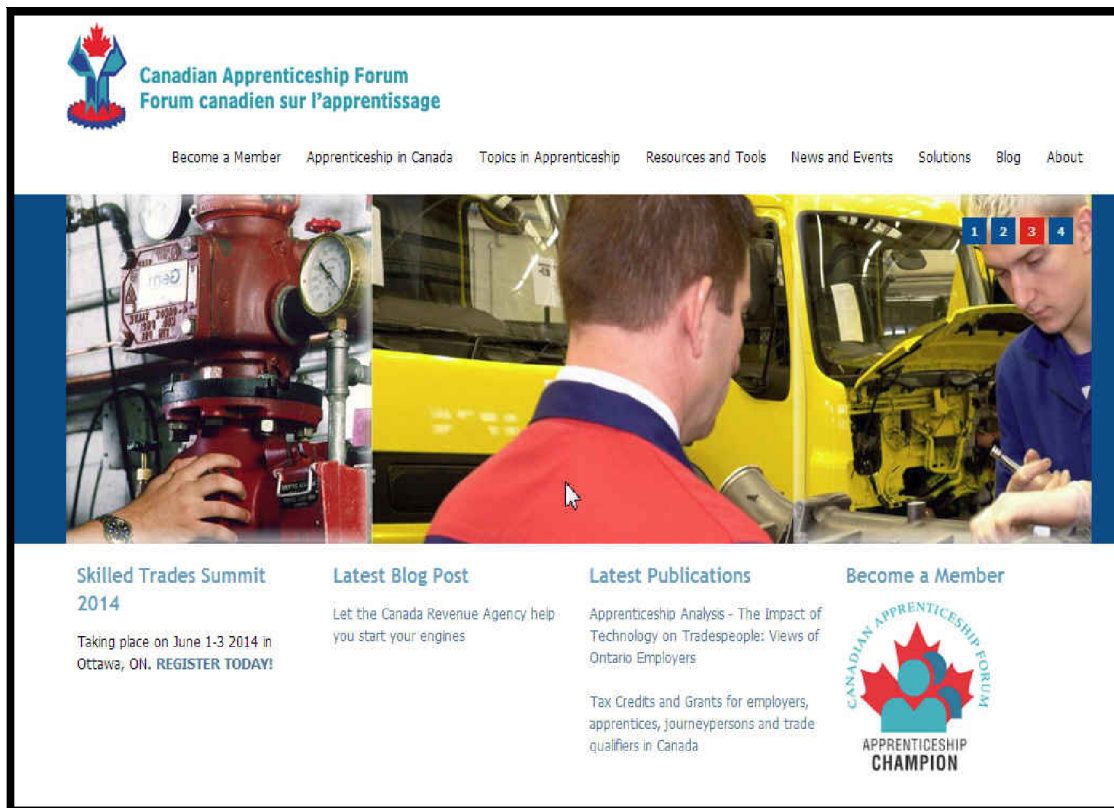 Canadian Apprenticeship Forum
Forum canadien sur l'apprentissage
Become a Member Apprenticeship in Canada Topics in Apprenticeship Resources and Tools News and Events Solutions Blog About
1 2 3 4
Skilled Trades Summit
2014
Taking place on June 1-3 2014 in
Ottawa, ON. REGISTER TODAY!
Latest Blog Post
Let the Canada Revenue Agency help
you start your engines
Latest Publications
Apprenticeship Analysis - The Impact of
Technology on Tradespeople: Views of
Ontario Employers
Tax Credits and Grants for employers,
apprentices, journeypersons and trade
qualifiers in Canada
Become a Member
CANADIAN APPRENTICESHIP FORUM
APPRENTICESHIP
CHAMPION